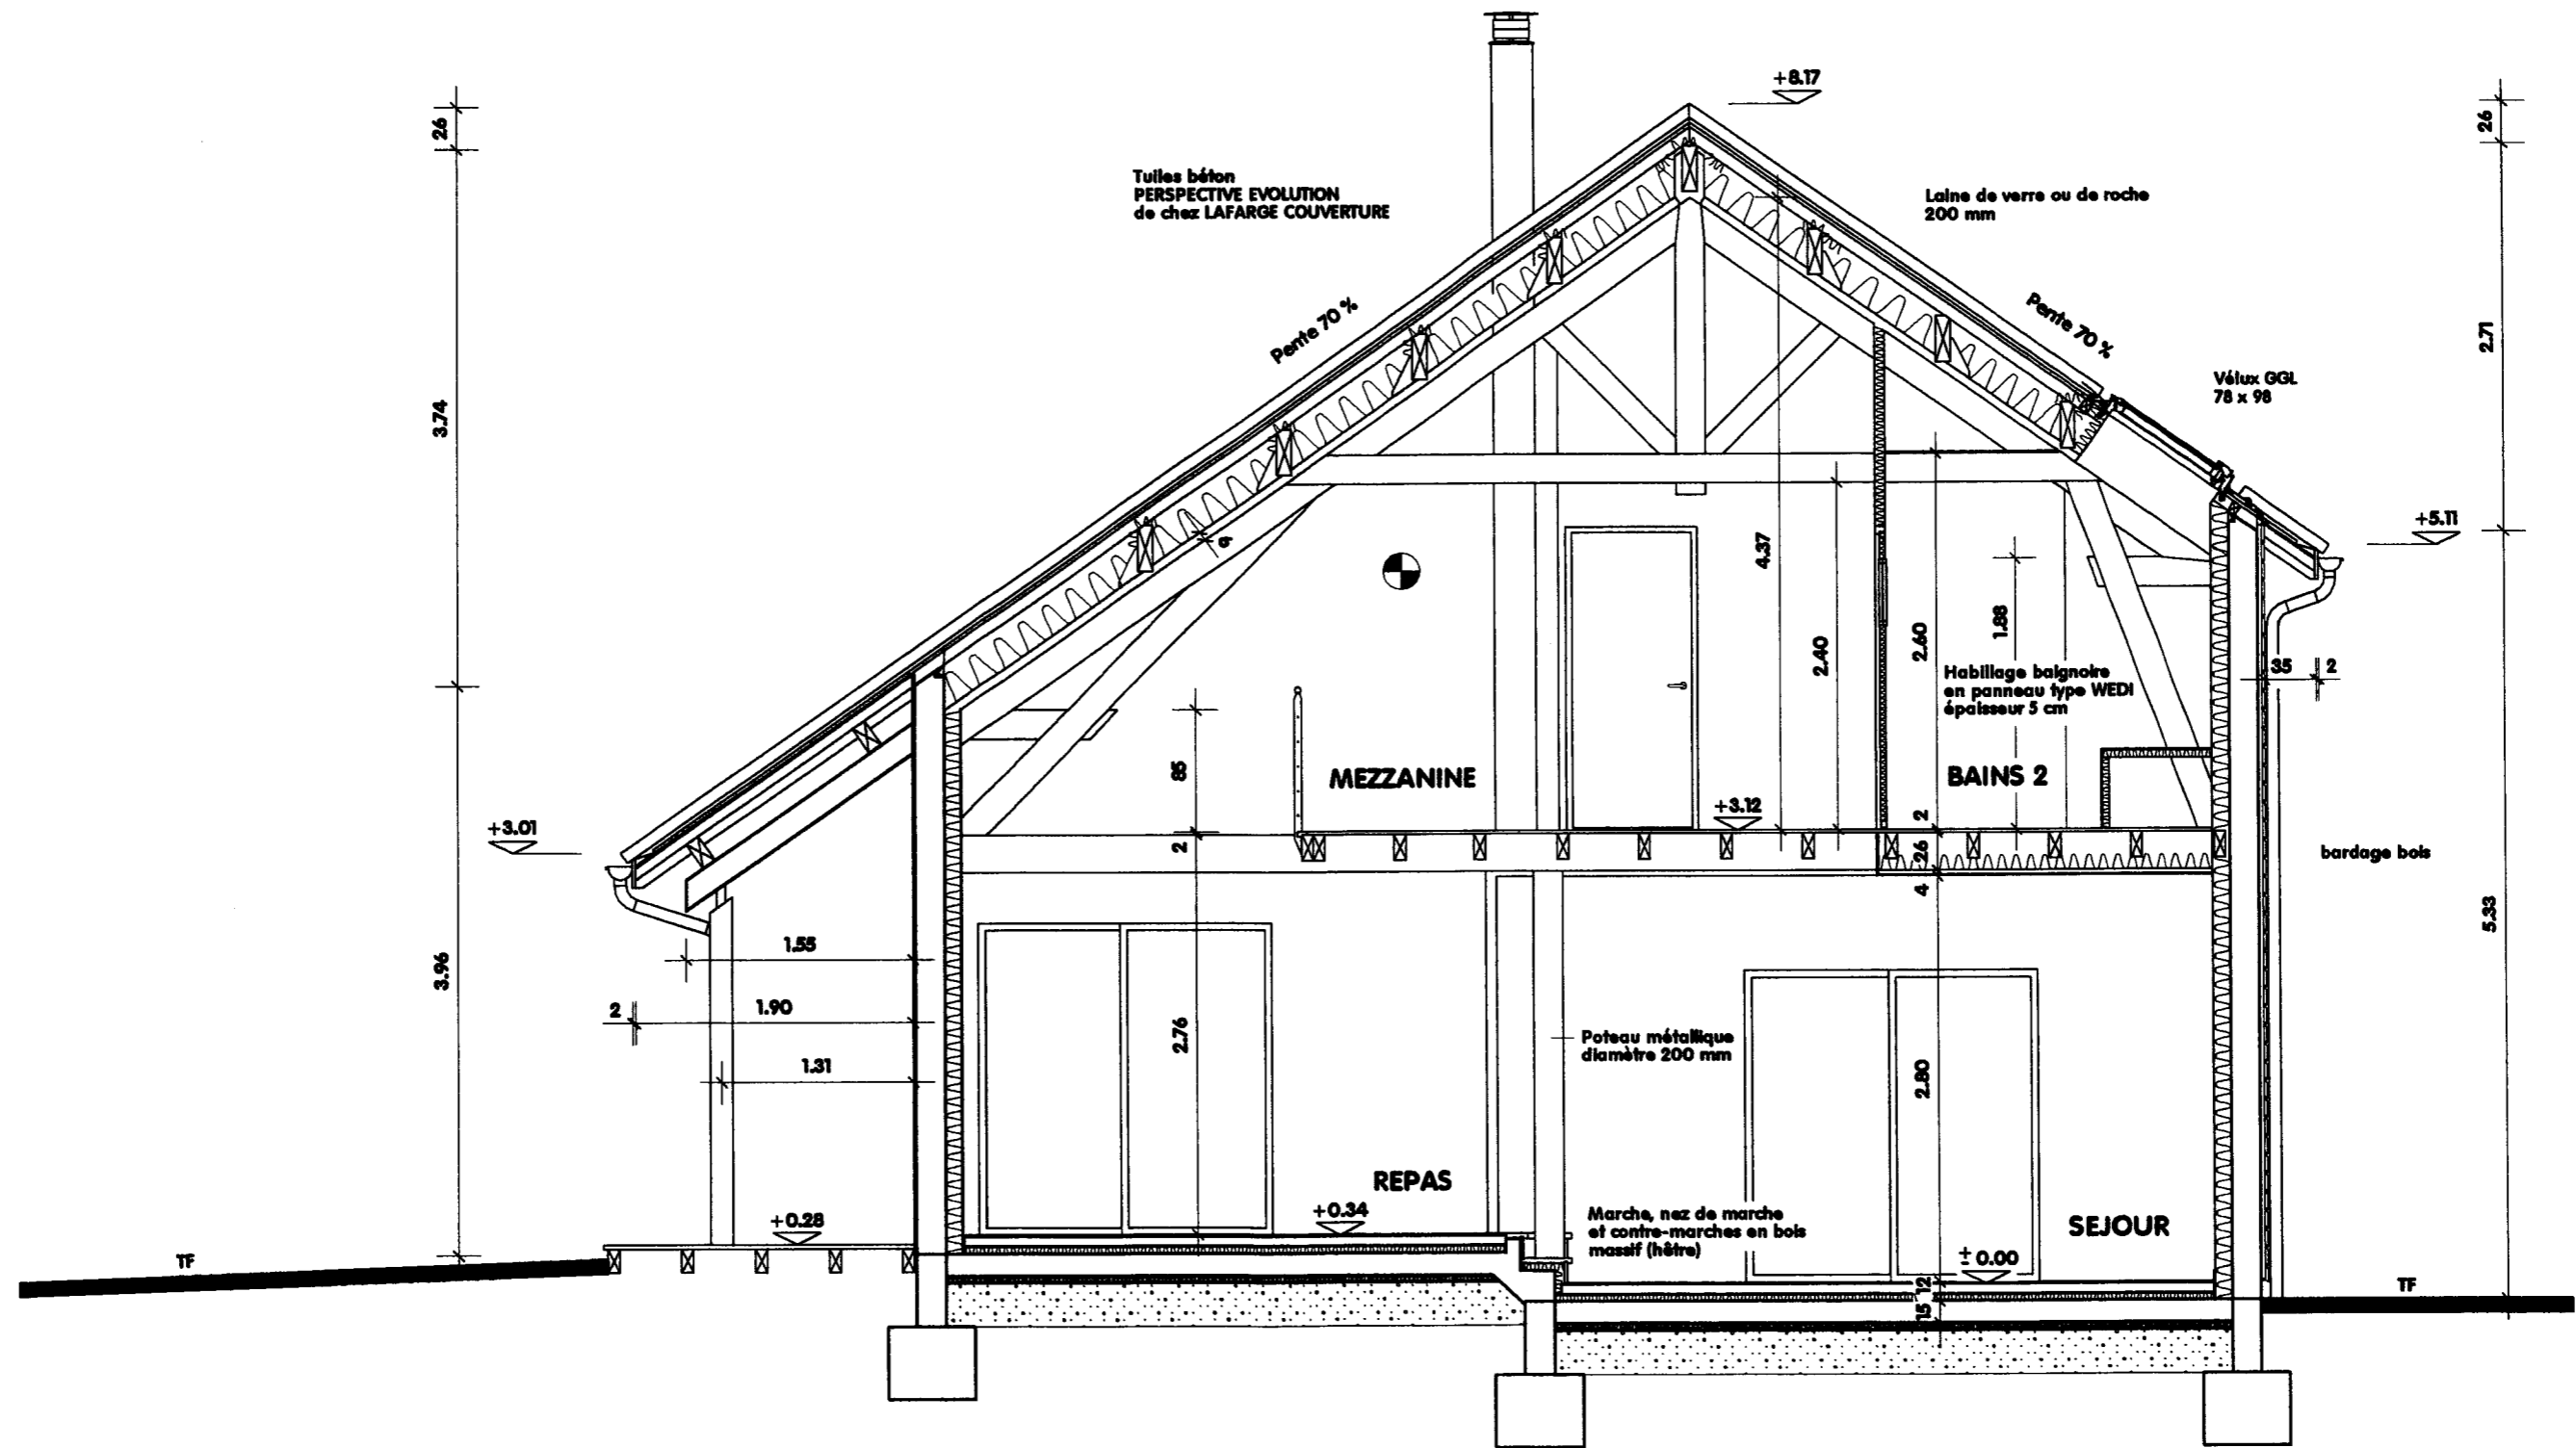 +8.17
26
26
Tuiles béton
PERSPECTIVE EVOLUTION
de chez LAFARGE COUVERTURE
Laine de verre ou de roche
200 mm
Pente 70 %
Pente 70 %
2.71
Vélux GGL
78 x 98
3.74
+5.11
9
4.37
2.40
2.60
1.88
35
2
Habillage baignoire
en panneau type WEDI
épaisseur 5 cm
85
MEZZANINE
BAINS 2
+3.12
2
+3.01
2
26
4
bardage bois
1.55
3.96
5.33
2
1.90
2.76
Poteau métallique
diamètre 200 mm
1.31
2.80
REPAS
+0.28
+0.34
Marche, nez de marche
et contre-marches en bois
massif (hêtre)
SEJOUR
± 0.00
TF
TF
12
15